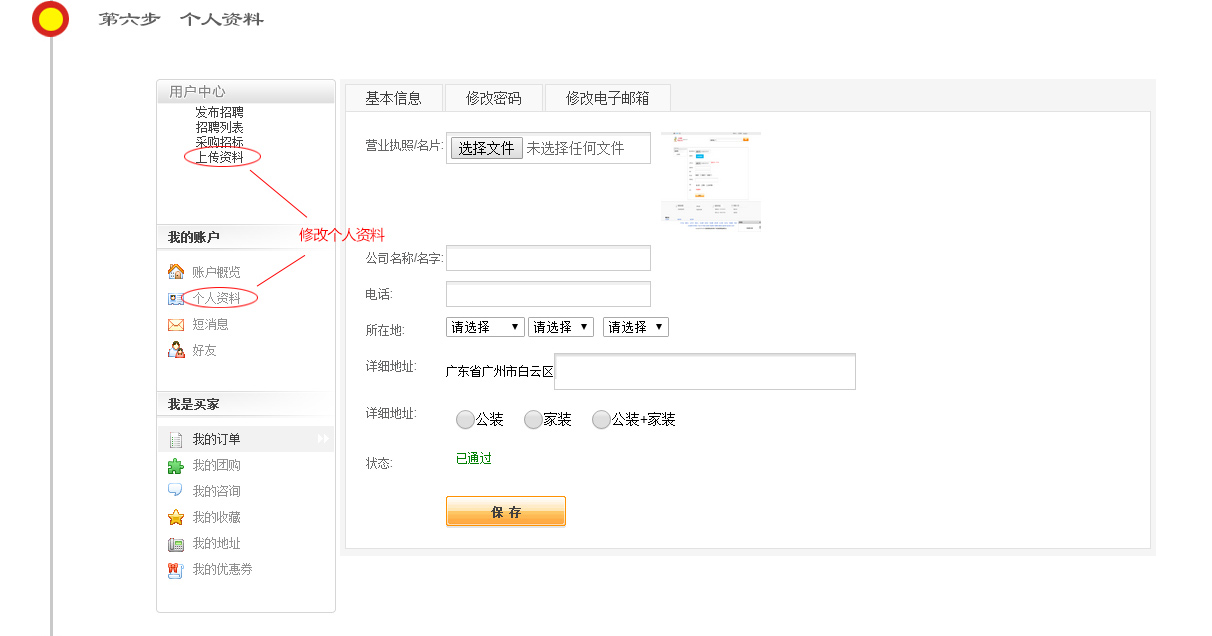 第六步 个人资料
用户中心
发布招聘
招聘列表
采购招标
上传资料
修改个人资料
我的账户
账户概览
个人资料
短消息
好友
我是买家
我的订单
我的团购
我的咨询
我的收藏
我的地址
我的优惠券
基本信息 修改密码 修改电子邮箱
营业执照/名片: 选择文件 未选择任何文件
公司名称/名字:
电话:
所在地: 请选择 请选择 请选择
详细地址: 广东省广州市白云区
详细地址: 公装 家装 公装+家装
状态: 已通过
保 存